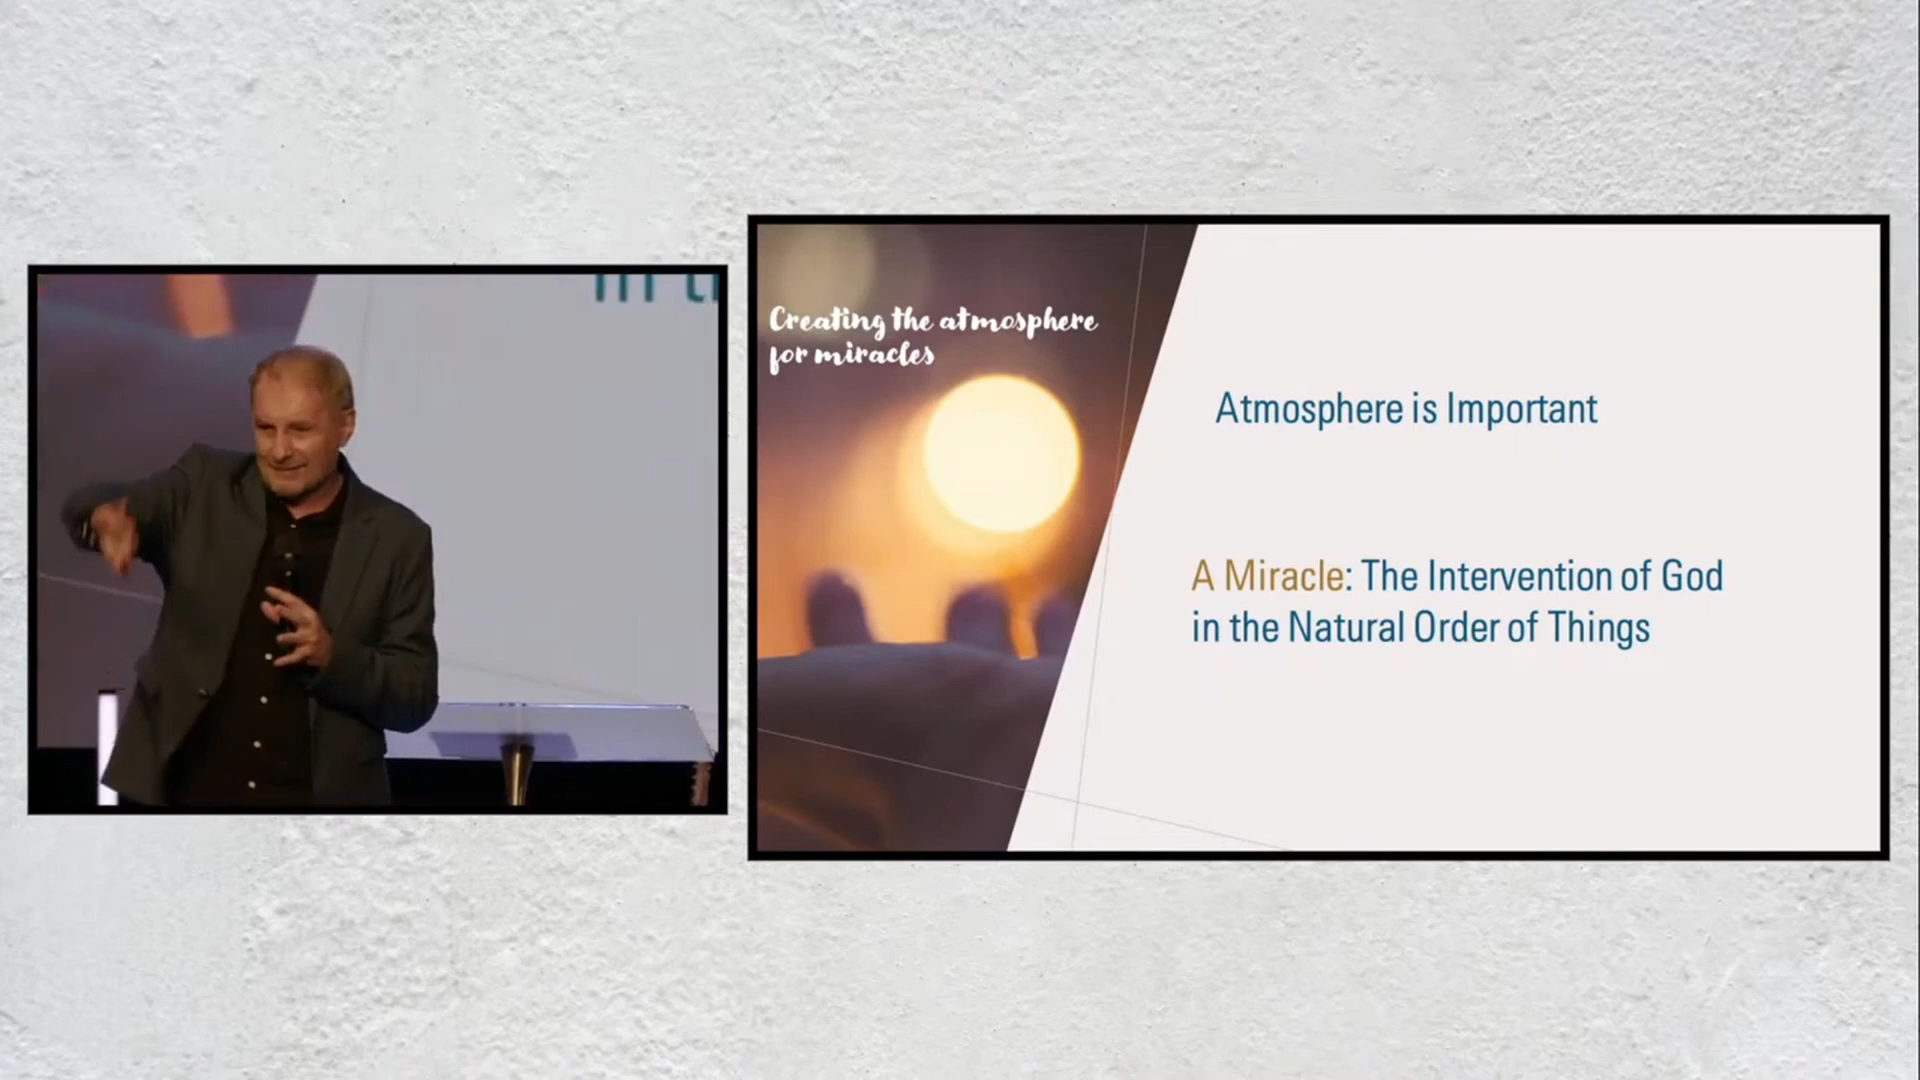 Creating the atmosphere
for miracles
Atmosphere is Important
A Miracle: The Intervention of God
in the Natural Order of Things